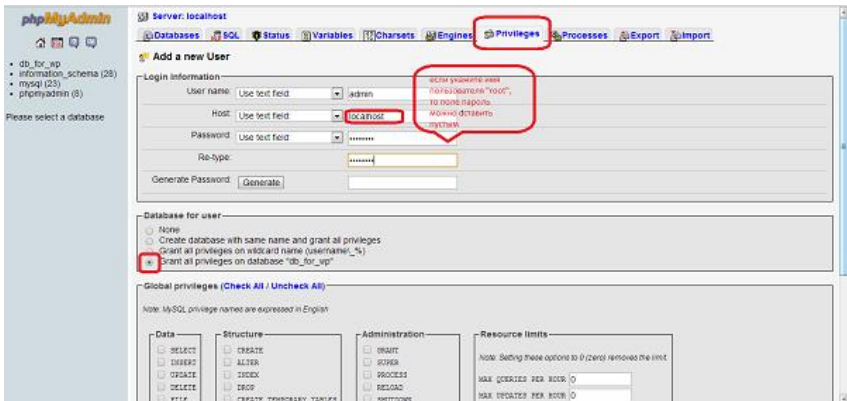 phpMyAdmin
db_for_wp
information_schema (28)
mysql (23)
phpmyadmin (8)
Please select a database
Server: localhost
Databases SQL Status Variables Charsets Engines Privileges Processes Export Import
Add a new User
Login Information
User name: Use text field: admin
Host: Use text field: localhost
Password: Use text field: ••••••••
Re-type: ••••••••
Generate Password: Generate
если укажите имя
пользователя "root",
то поле пароль
можно оставить
пустым
Database for user
None
Create database with same name and grant all privileges
Grant all privileges on wildcard name (username\_%)
Grant all privileges on database "db_for_wp"
Global privileges (Check All / Uncheck All)
Note: MySQL privilege names are expressed in English
Data Structure Administration Resource limits
SELECT CREATE GRANT Note: Setting these options to 0 (zero) removes the limit.
INSERT ALTER SUPER
UPDATE INDEX PROCESS MAX QUERIES PER HOUR 0
DELETE DROP RELOAD
FILE CREATE TEMPORARY TABLES SHUTDOWN MAX UPDATES PER HOUR 0